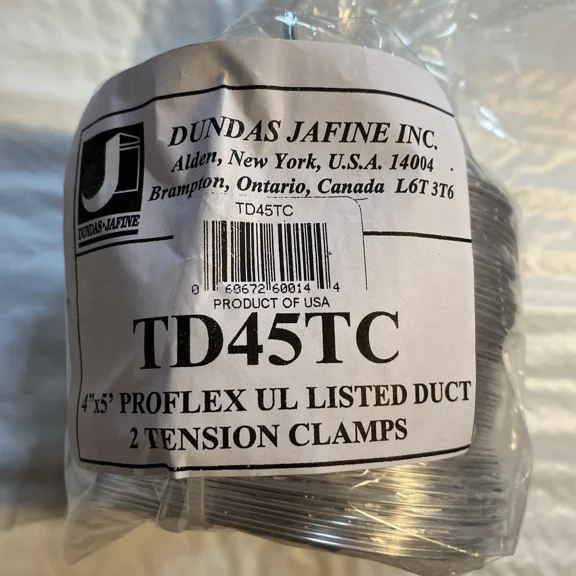 DUNDAS JAFINE INC.
Alden, New York, U.S.A. 14004
Brampton, Ontario, Canada L6T 3T6
DUNDAS•JAFINE
TD45TC
0 60672 60014 4
PRODUCT OF USA
TD45TC
4"x5' PROFLEX UL LISTED DUCT
2 TENSION CLAMPS